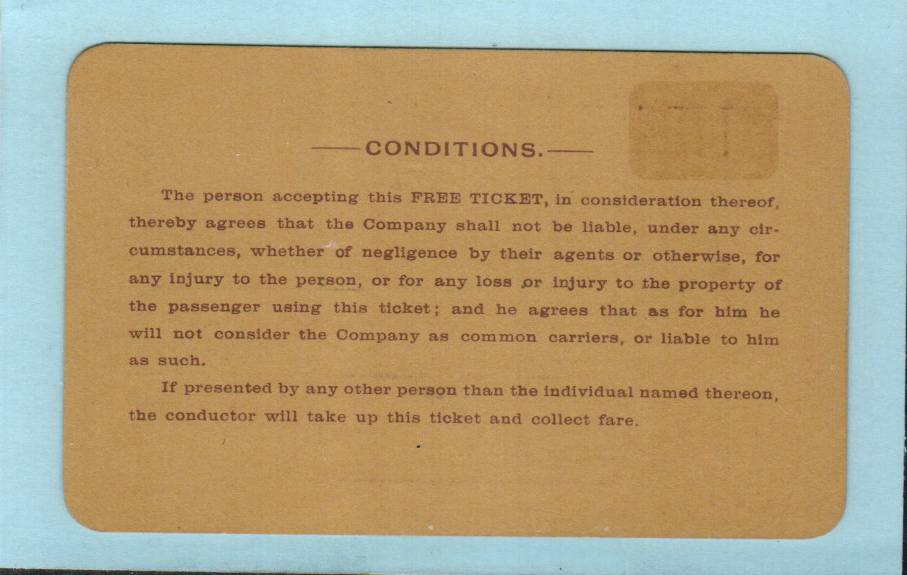 CONDITIONS.
The person accepting this FREE TICKET, in consideration thereof,
thereby agrees that the Company shall not be liable, under any cir-
cumstances, whether of negligence by their agents or otherwise, for
any injury to the person, or for any loss or injury to the property of
the passenger using this ticket; and he agrees that as for him he
will not consider the Company as common carriers, or liable to him
as such.
If presented by any other person than the individual named thereon,
the conductor will take up this ticket and collect fare.